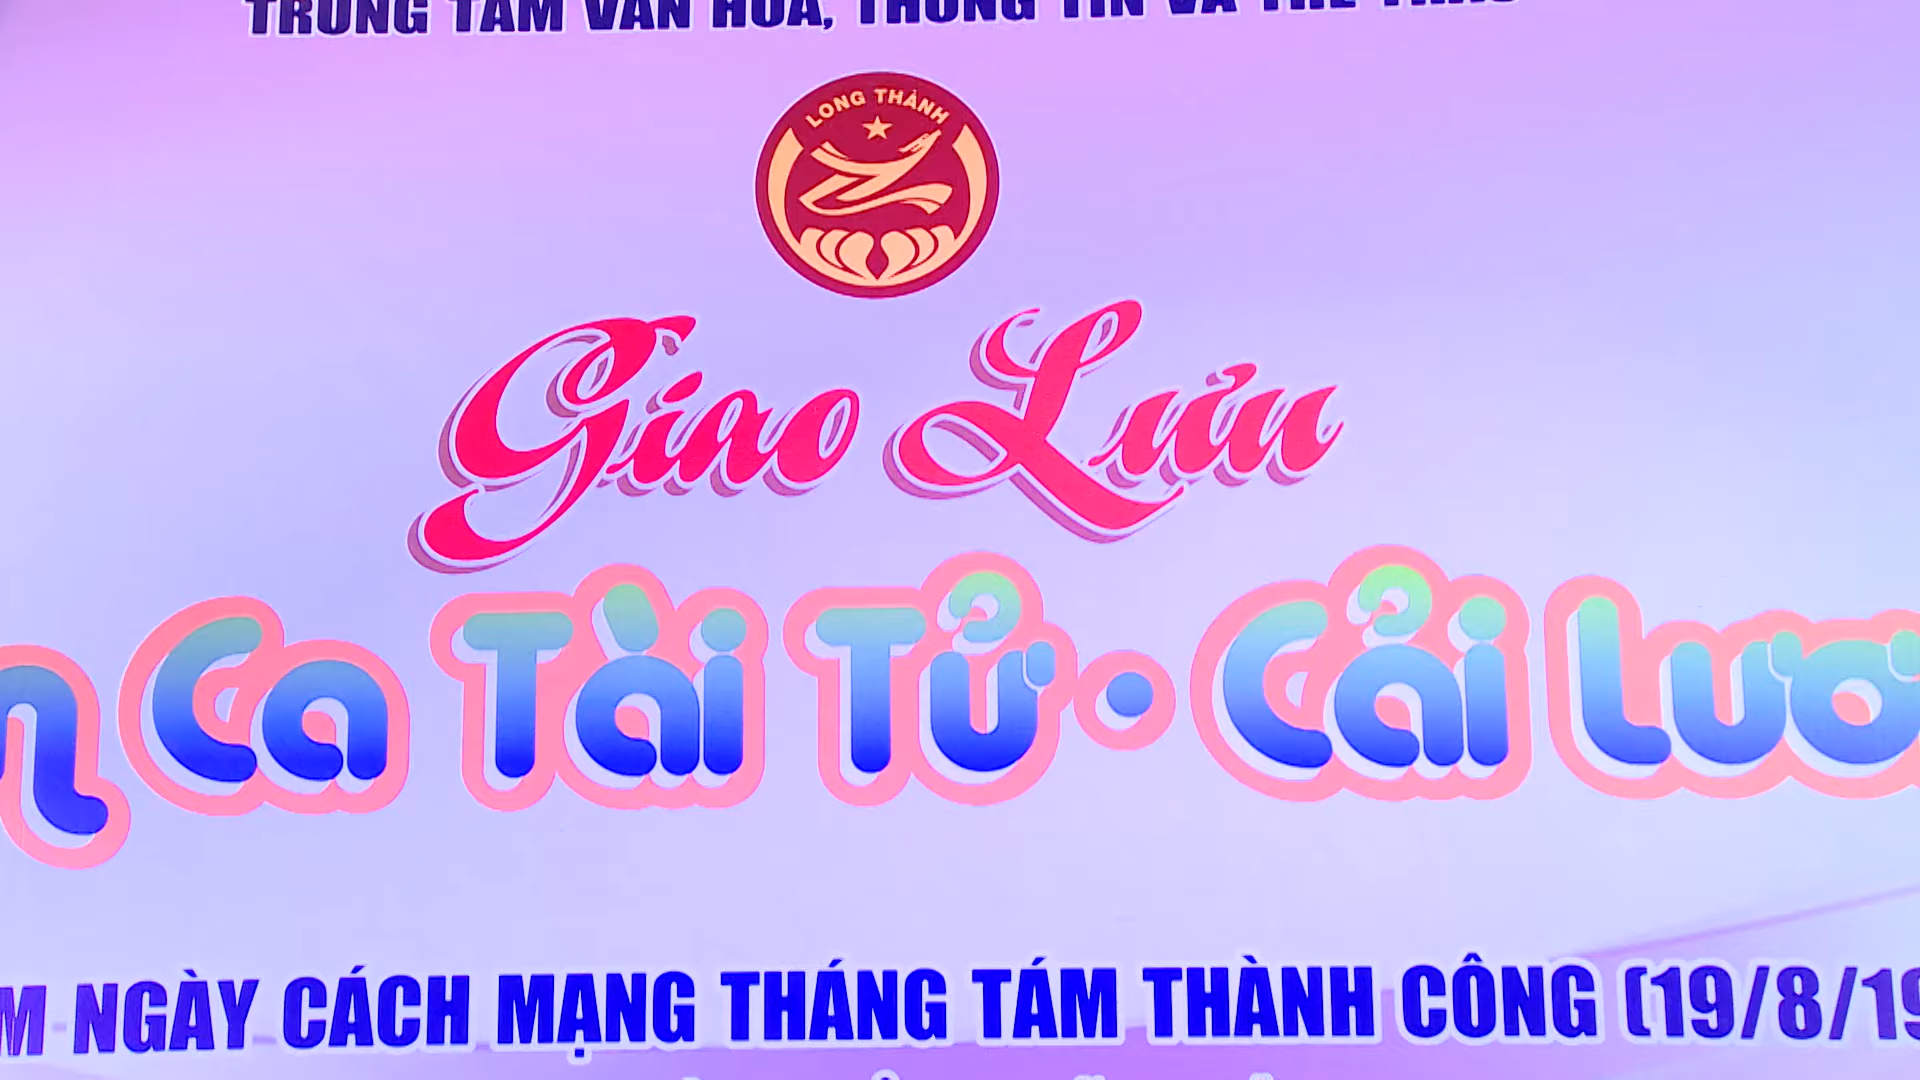 TRUNG TÂM VĂN HÓA, THÔNG TIN VÀ THỂ THAO
LONG THÀNH
Giao Lưu
Ca Tài Tử • Cải Lươ
M NGÀY CÁCH MẠNG THÁNG TÁM THÀNH CÔNG (19/8/19